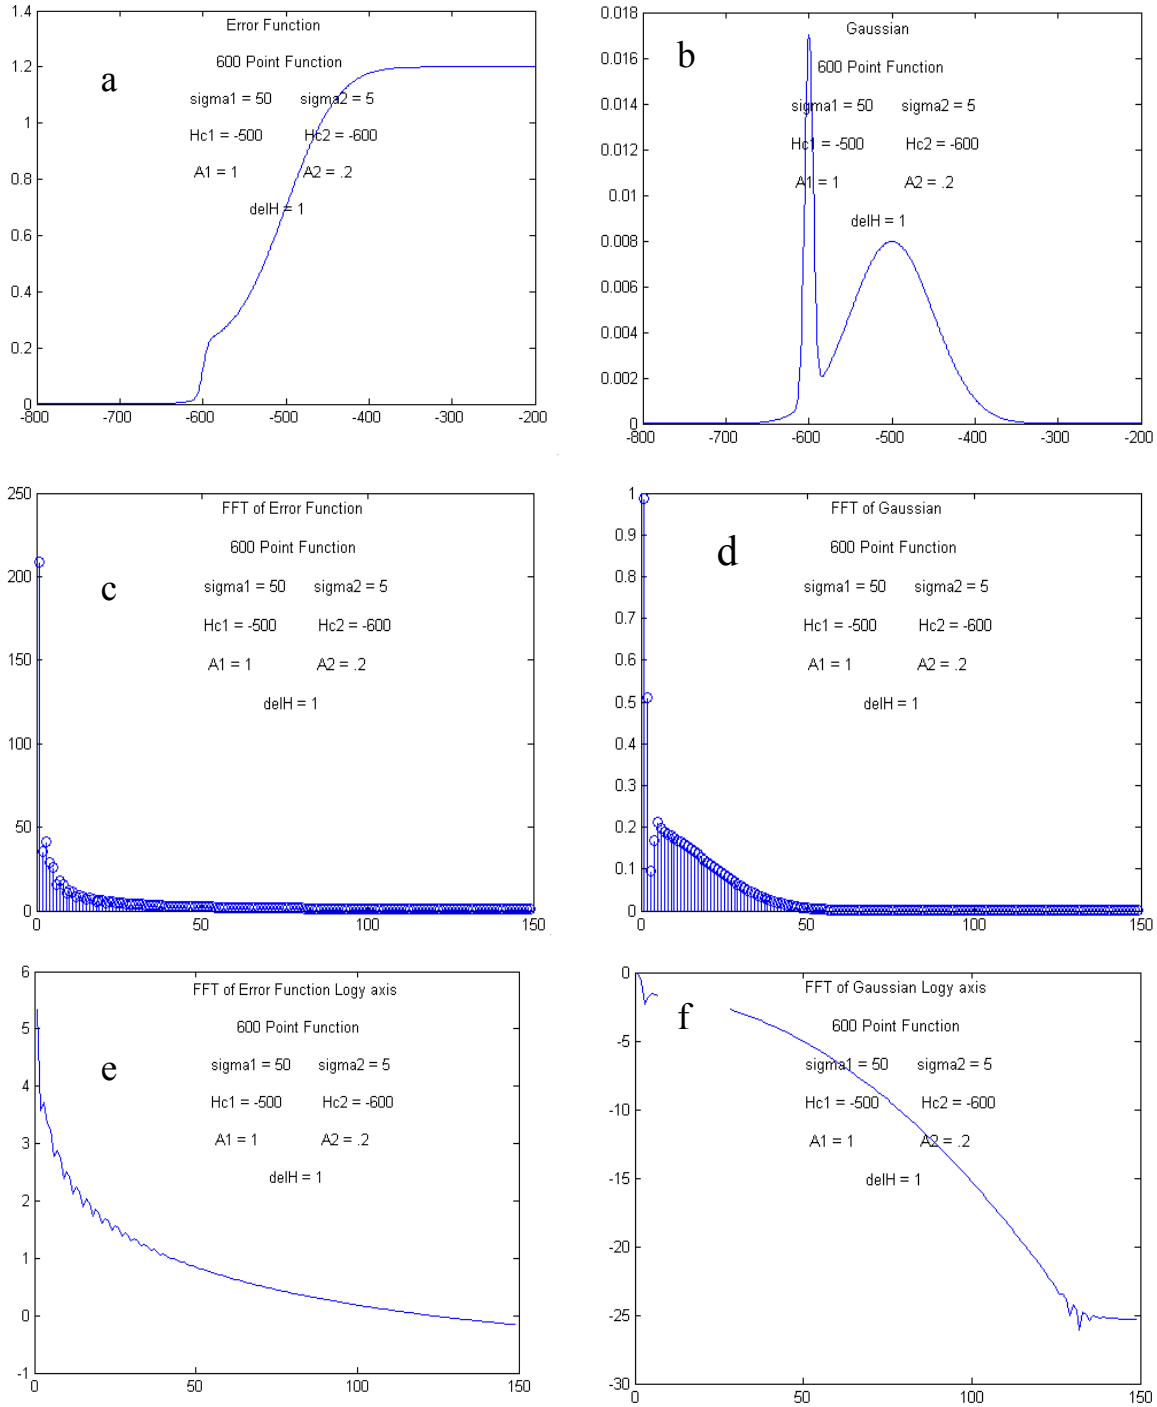 a
Error Function
600 Point Function
sigma1 = 50 sigma2 = 5
Hc1 = -500 Hc2 = -600
A1 = 1 A2 = .2
delH = 1
1.4
1.2
1
0.8
0.6
0.4
0.2
0
-800 -700 -600 -500 -400 -300 -200
b
Gaussian
600 Point Function
sigma1 = 50 sigma2 = 5
Hc1 = -500 Hc2 = -600
A1 = 1 A2 = .2
delH = 1
0.018
0.016
0.014
0.012
0.01
0.008
0.006
0.004
0.002
0
-800 -700 -600 -500 -400 -300 -200
c
FFT of Error Function
600 Point Function
sigma1 = 50 sigma2 = 5
Hc1 = -500 Hc2 = -600
A1 = 1 A2 = .2
delH = 1
250
200
150
100
50
0
0 50 100 150
d
FFT of Gaussian
600 Point Function
sigma1 = 50 sigma2 = 5
Hc1 = -500 Hc2 = -600
A1 = 1 A2 = .2
delH = 1
1
0.9
0.8
0.7
0.6
0.5
0.4
0.3
0.2
0.1
0
0 50 100 150
e
FFT of Error Function Logy axis
600 Point Function
sigma1 = 50 sigma2 = 5
Hc1 = -500 Hc2 = -600
A1 = 1 A2 = .2
delH = 1
6
5
4
3
2
1
0
-1
0 50 100 150
f
FFT of Gaussian Logy axis
600 Point Function
sigma1 = 50 sigma2 = 5
Hc1 = -500 Hc2 = -600
A1 = 1 A2 = .2
delH = 1
0
-5
-10
-15
-20
-25
-30
0 50 100 150